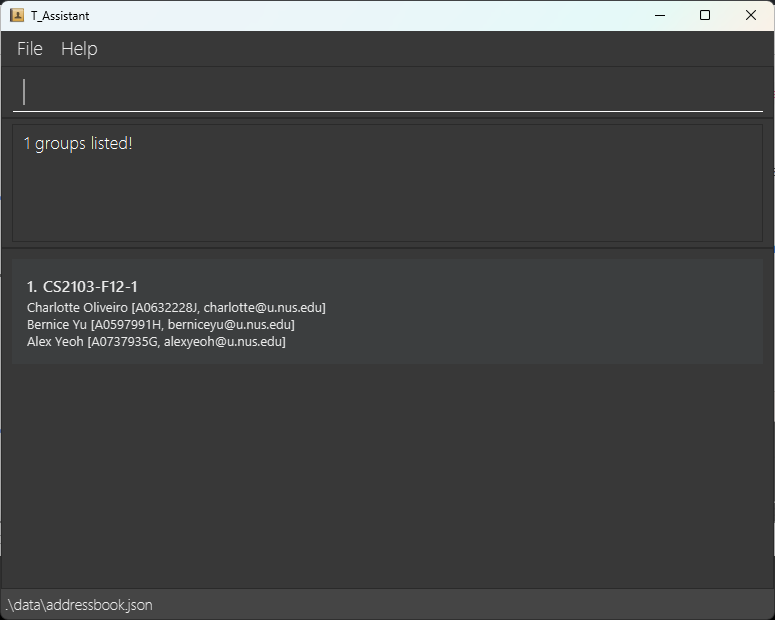 T_Assistant
File Help
1 groups listed!
1. CS2103-F12-1
Charlotte Oliveiro [A0632228J, charlotte@u.nus.edu]
Bernice Yu [A0597991H, berniceyu@u.nus.edu]
Alex Yeoh [A0737935G, alexyeoh@u.nus.edu]
.\data\addressbook.json